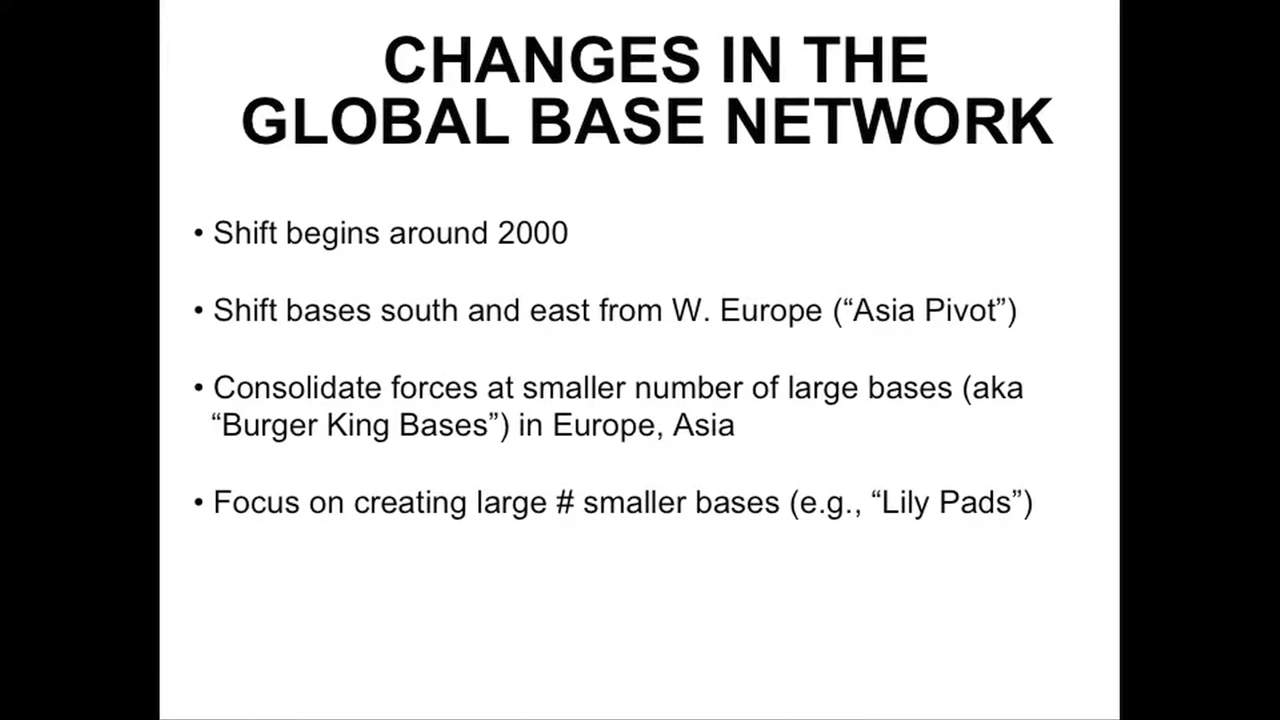 CHANGES IN THE
GLOBAL BASE NETWORK
• Shift begins around 2000
• Shift bases south and east from W. Europe (“Asia Pivot”)
• Consolidate forces at smaller number of large bases (aka
“Burger King Bases”) in Europe, Asia
• Focus on creating large # smaller bases (e.g., “Lily Pads”)